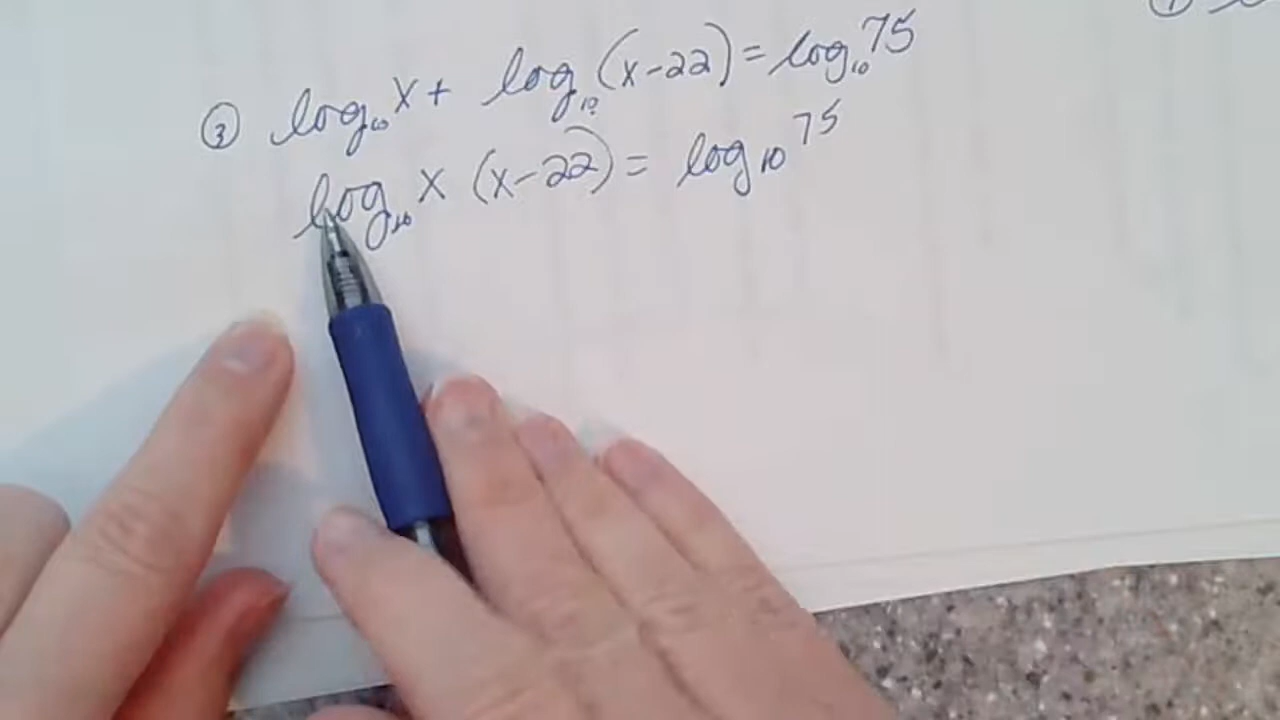 ③ log₁₀ x + log₁₀ (x-22) = log₁₀ 75
log₁₀ x (x-22) = log₁₀ 75